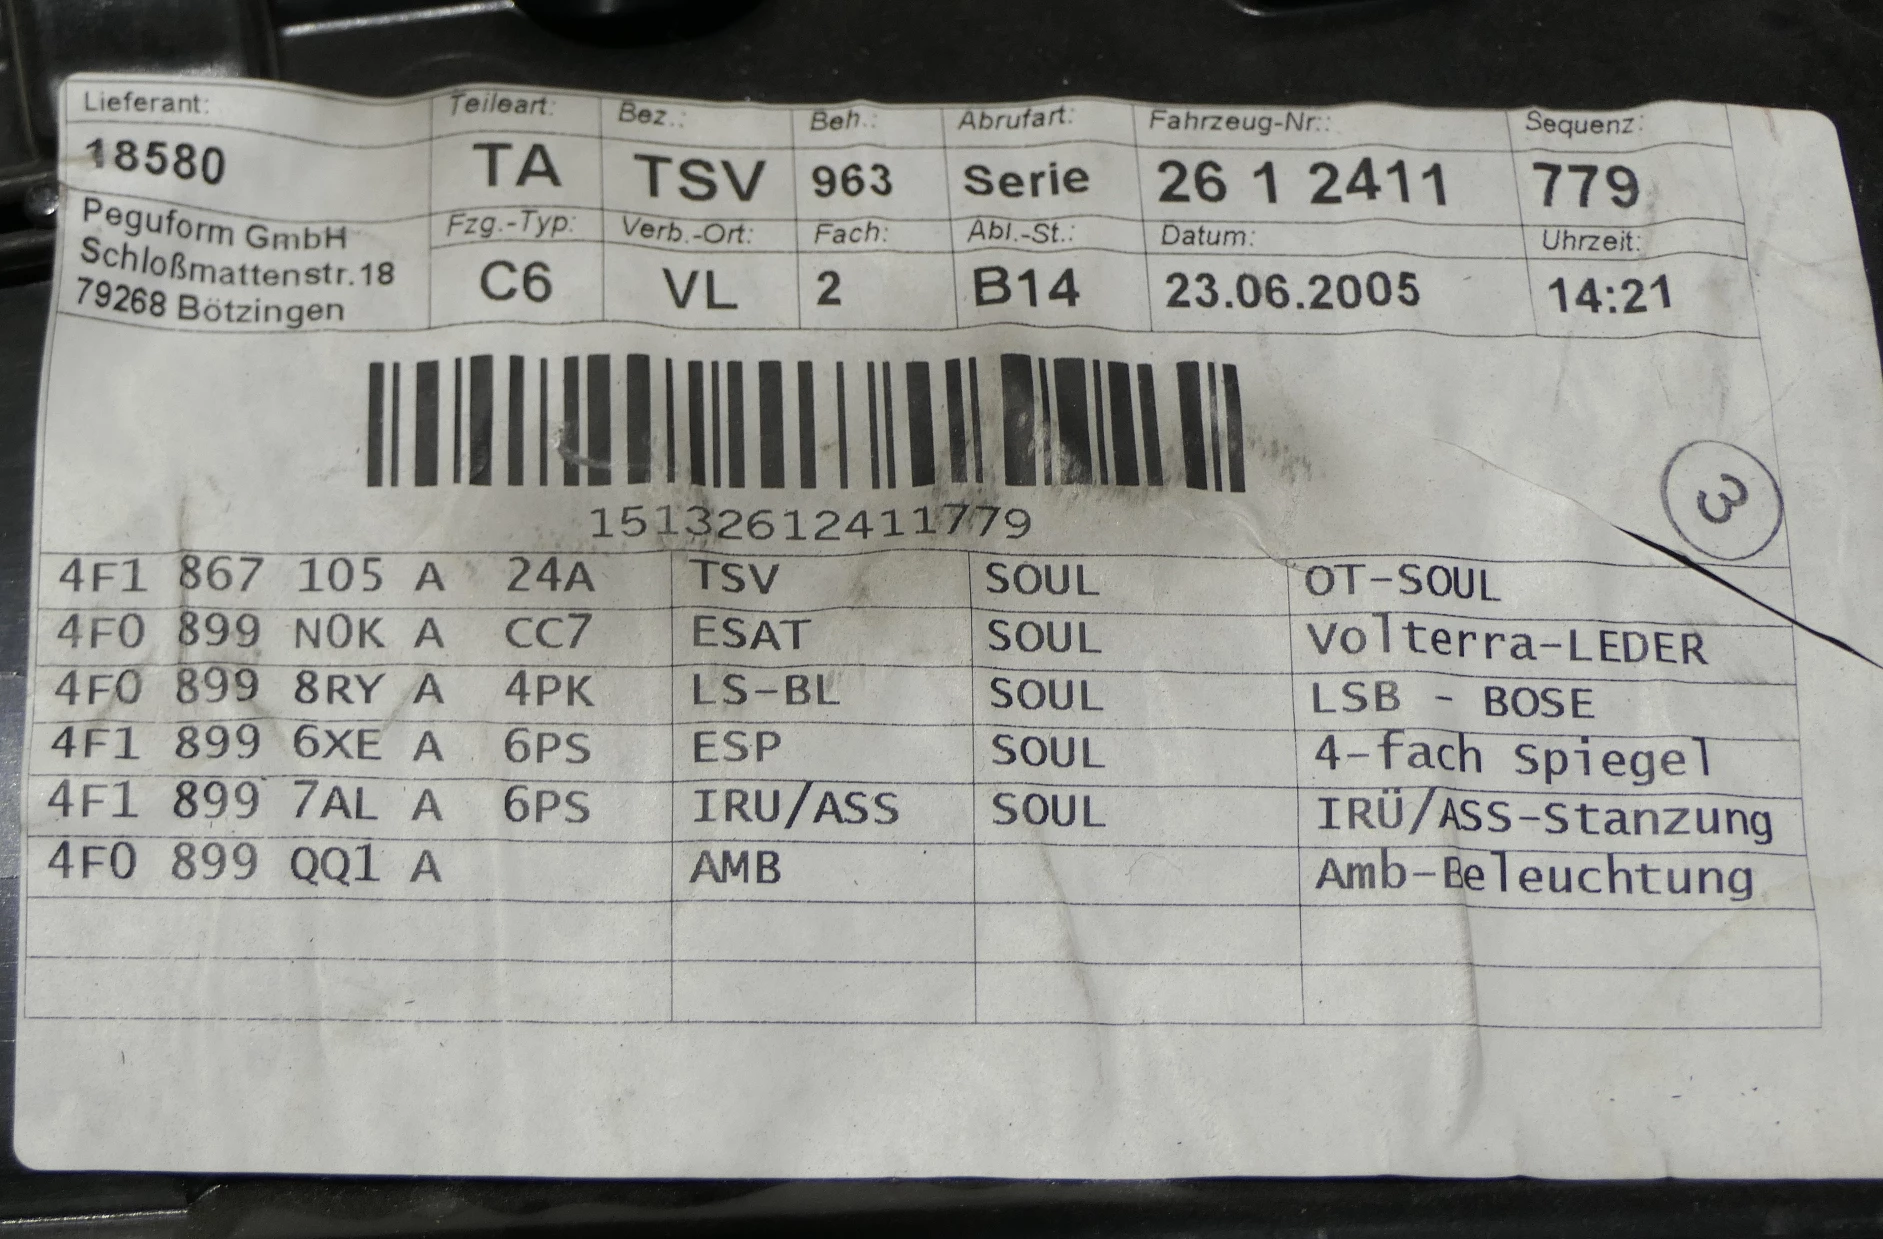 Lieferant: Teileart: Bez.: Beh.: Abrufart: Fahrzeug-Nr.: Sequenz:
18580 TA TSV 963 Serie 26 1 2411 779
Peguform GmbH Fzg.-Typ: Verb.-Ort: Fach: Abl.-St.: Datum: Uhrzeit:
Schloßmattenstr.18
79268 Bötzingen C6 VL 2 B14 23.06.2005 14:21
15132612411779
3
4F1 867 105 A 24A TSV SOUL OT-SOUL
4F0 899 N0K A CC7 ESAT SOUL Volterra-LEDER
4F0 899 8RY A 4PK LS-BL SOUL LSB - BOSE
4F1 899 6XE A 6PS ESP SOUL 4-fach Spiegel
4F1 899 7AL A 6PS IRU/ASS SOUL IRÜ/ASS-Stanzung
4F0 899 QQ1 A AMB Amb-Beleuchtung